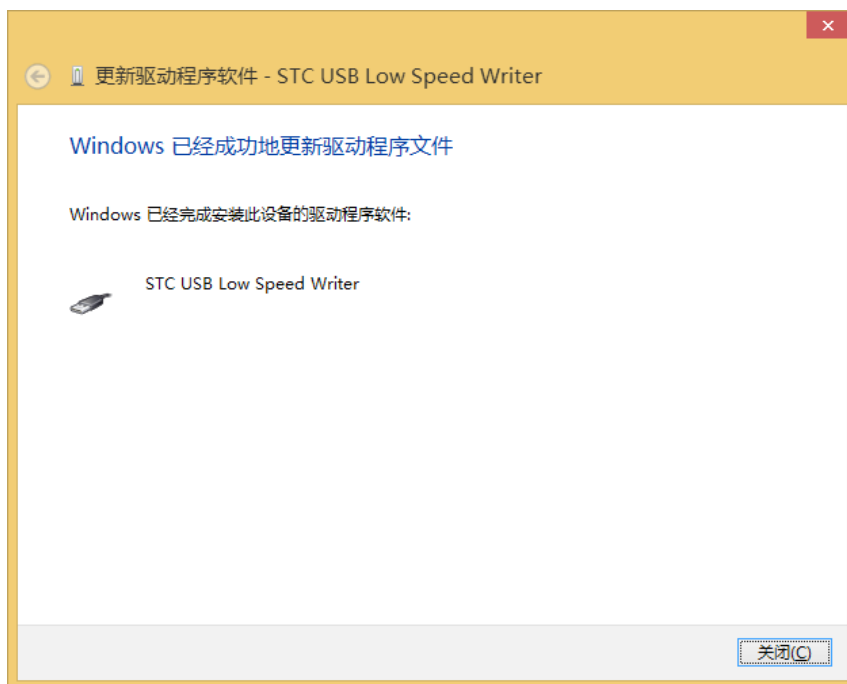 更新驱动程序软件 - STC USB Low Speed Writer
Windows 已经成功地更新驱动程序文件
Windows 已经完成安装此设备的驱动程序软件:
STC USB Low Speed Writer
关闭(C)